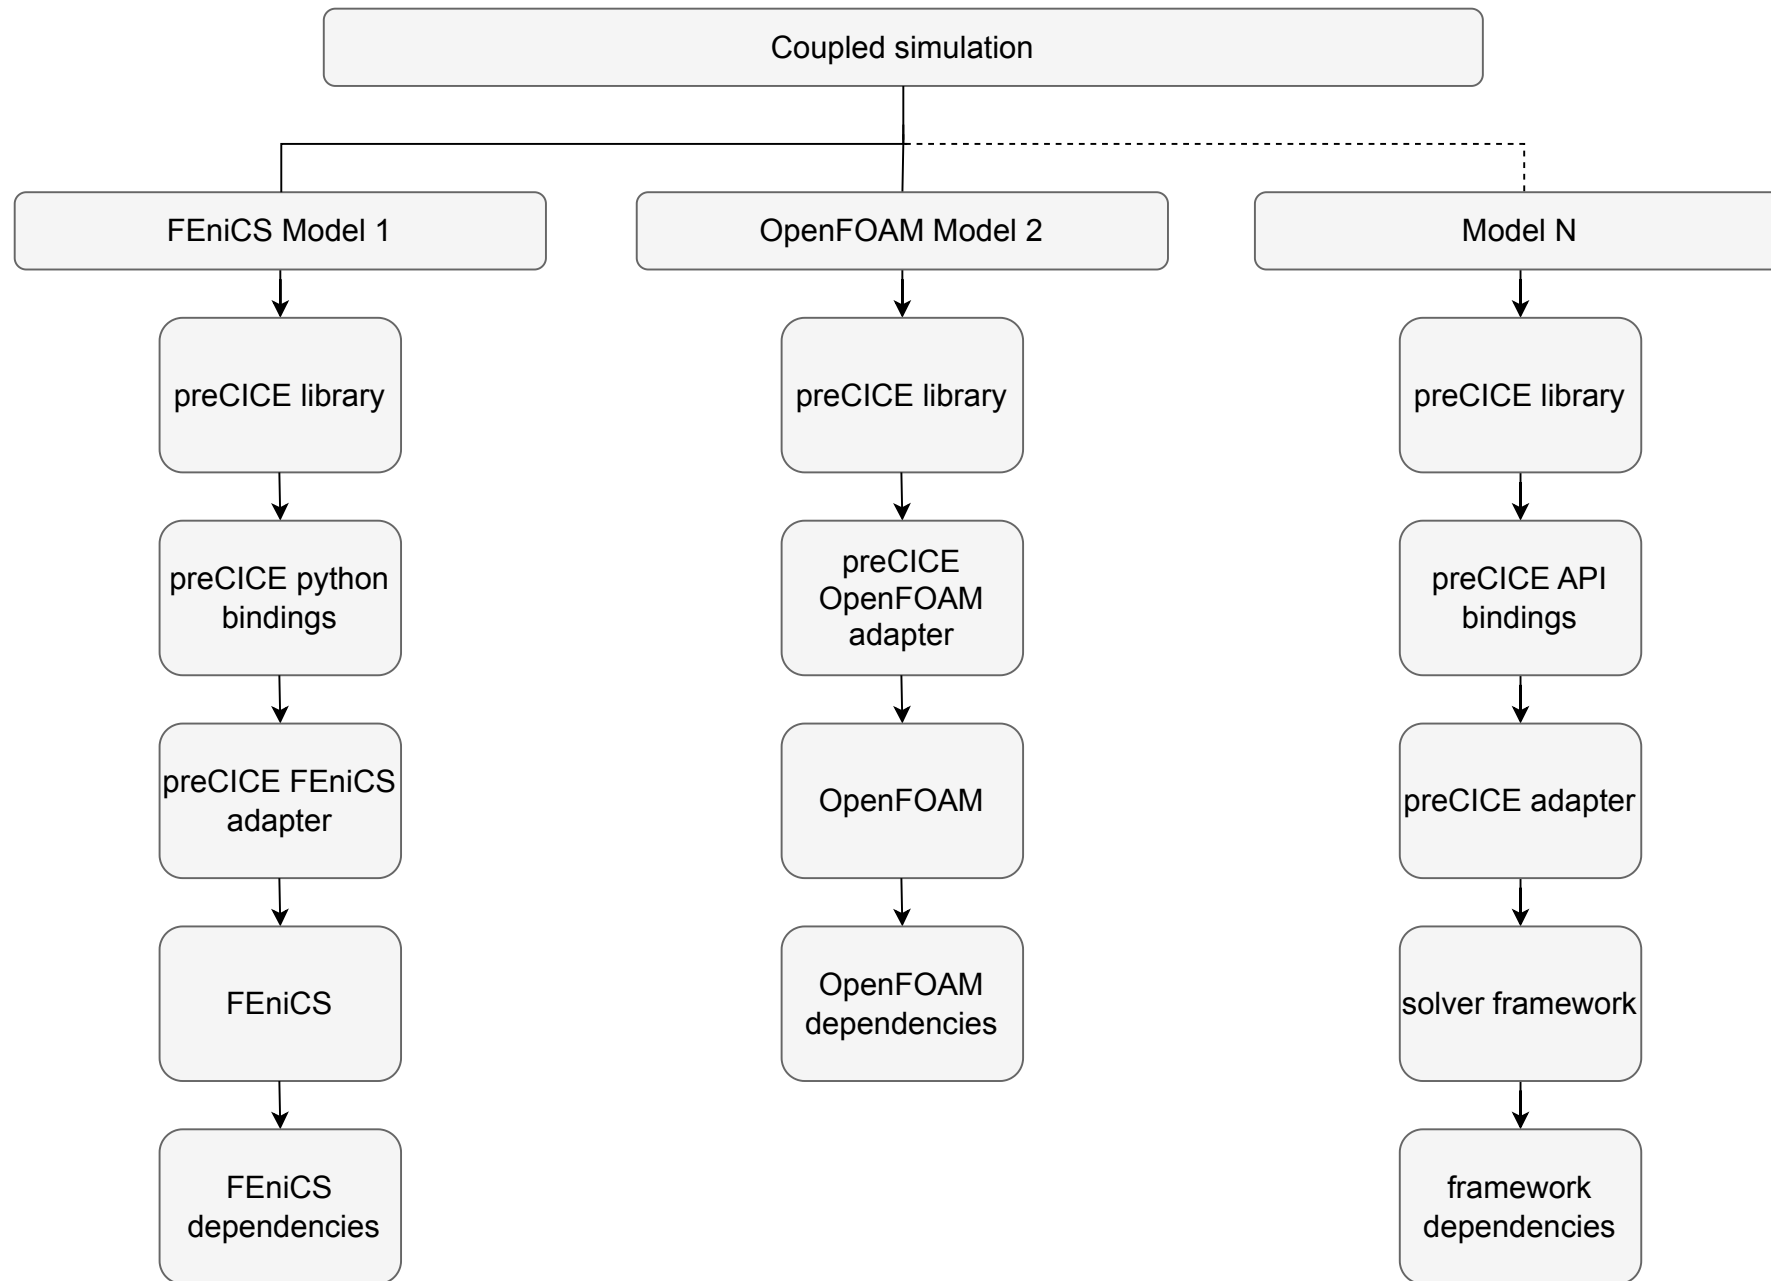 Coupled simulation
FEniCS Model 1
OpenFOAM Model 2
Model N
preCICE library
preCICE library
preCICE library
preCICE python
bindings
preCICE
OpenFOAM
adapter
preCICE API
bindings
preCICE FEniCS
adapter
OpenFOAM
preCICE adapter
FEniCS
OpenFOAM
dependencies
solver framework
FEniCS
dependencies
framework
dependencies